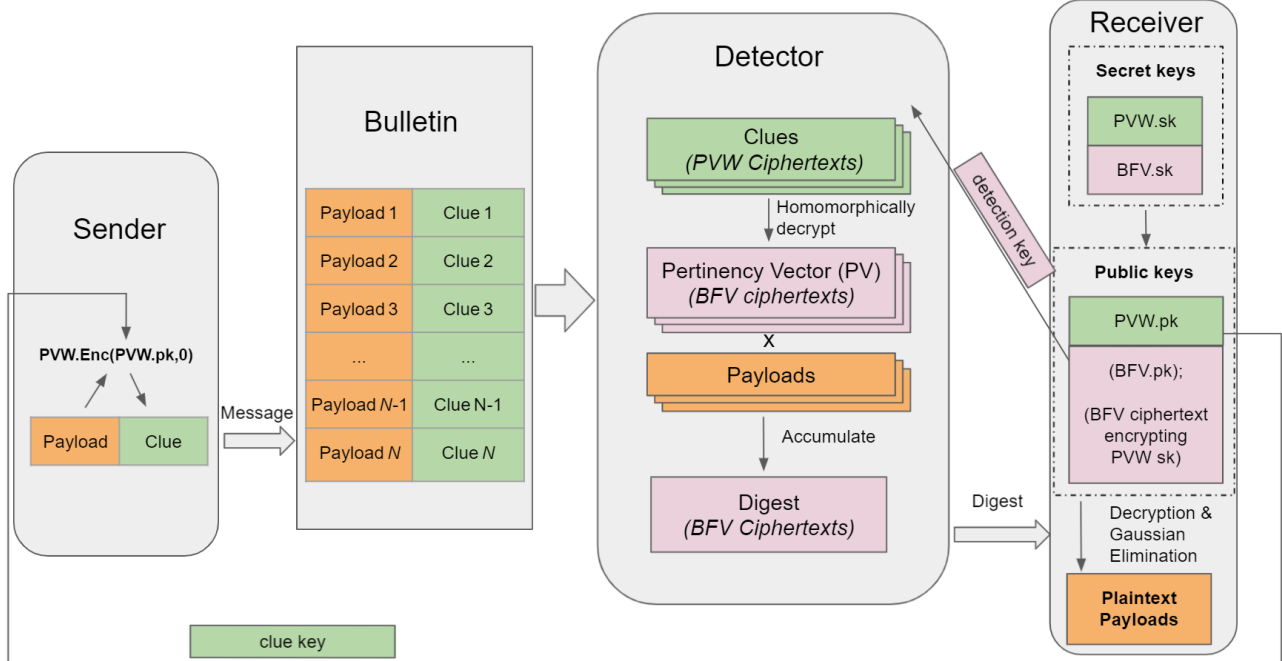 Sender
PVW.Enc(PVW.pk,0)
Payload
Clue
Message
Bulletin
Payload 1
Clue 1
Payload 2
Clue 2
Payload 3
Clue 3
...
...
Payload N-1
Clue N-1
Payload N
Clue N
clue key
Detector
Clues
(PVW Ciphertexts)
Homomorphically
decrypt
Pertinency Vector (PV)
(BFV ciphertexts)
x
Payloads
Accumulate
Digest
(BFV Ciphertexts)
Digest
detection key
Receiver
Secret keys
PVW.sk
BFV.sk
Public keys
PVW.pk
(BFV.pk);
(BFV ciphertext
encrypting
PVW sk)
Decryption &
Gaussian
Elimination
Plaintext
Payloads